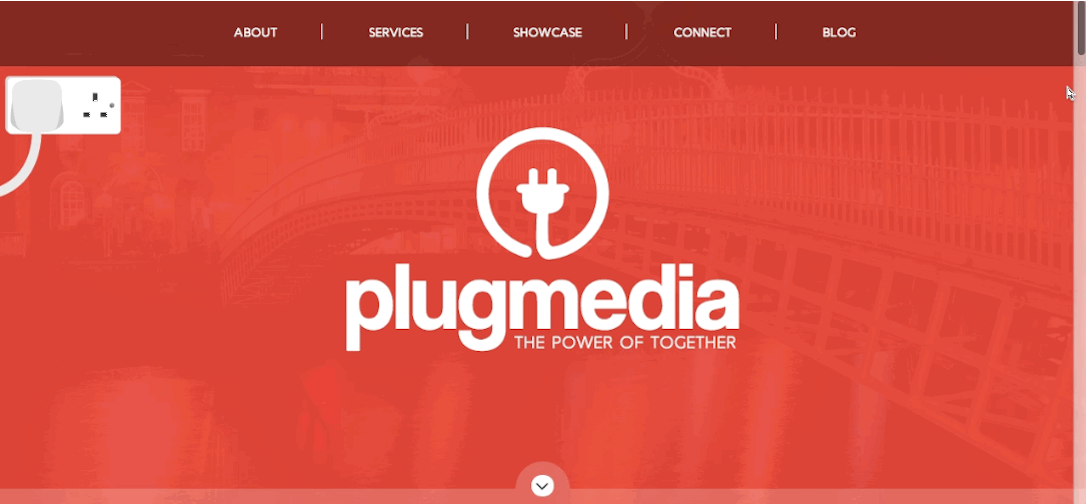 ABOUT SERVICES SHOWCASE CONNECT BLOG
plugmedia
THE POWER OF TOGETHER